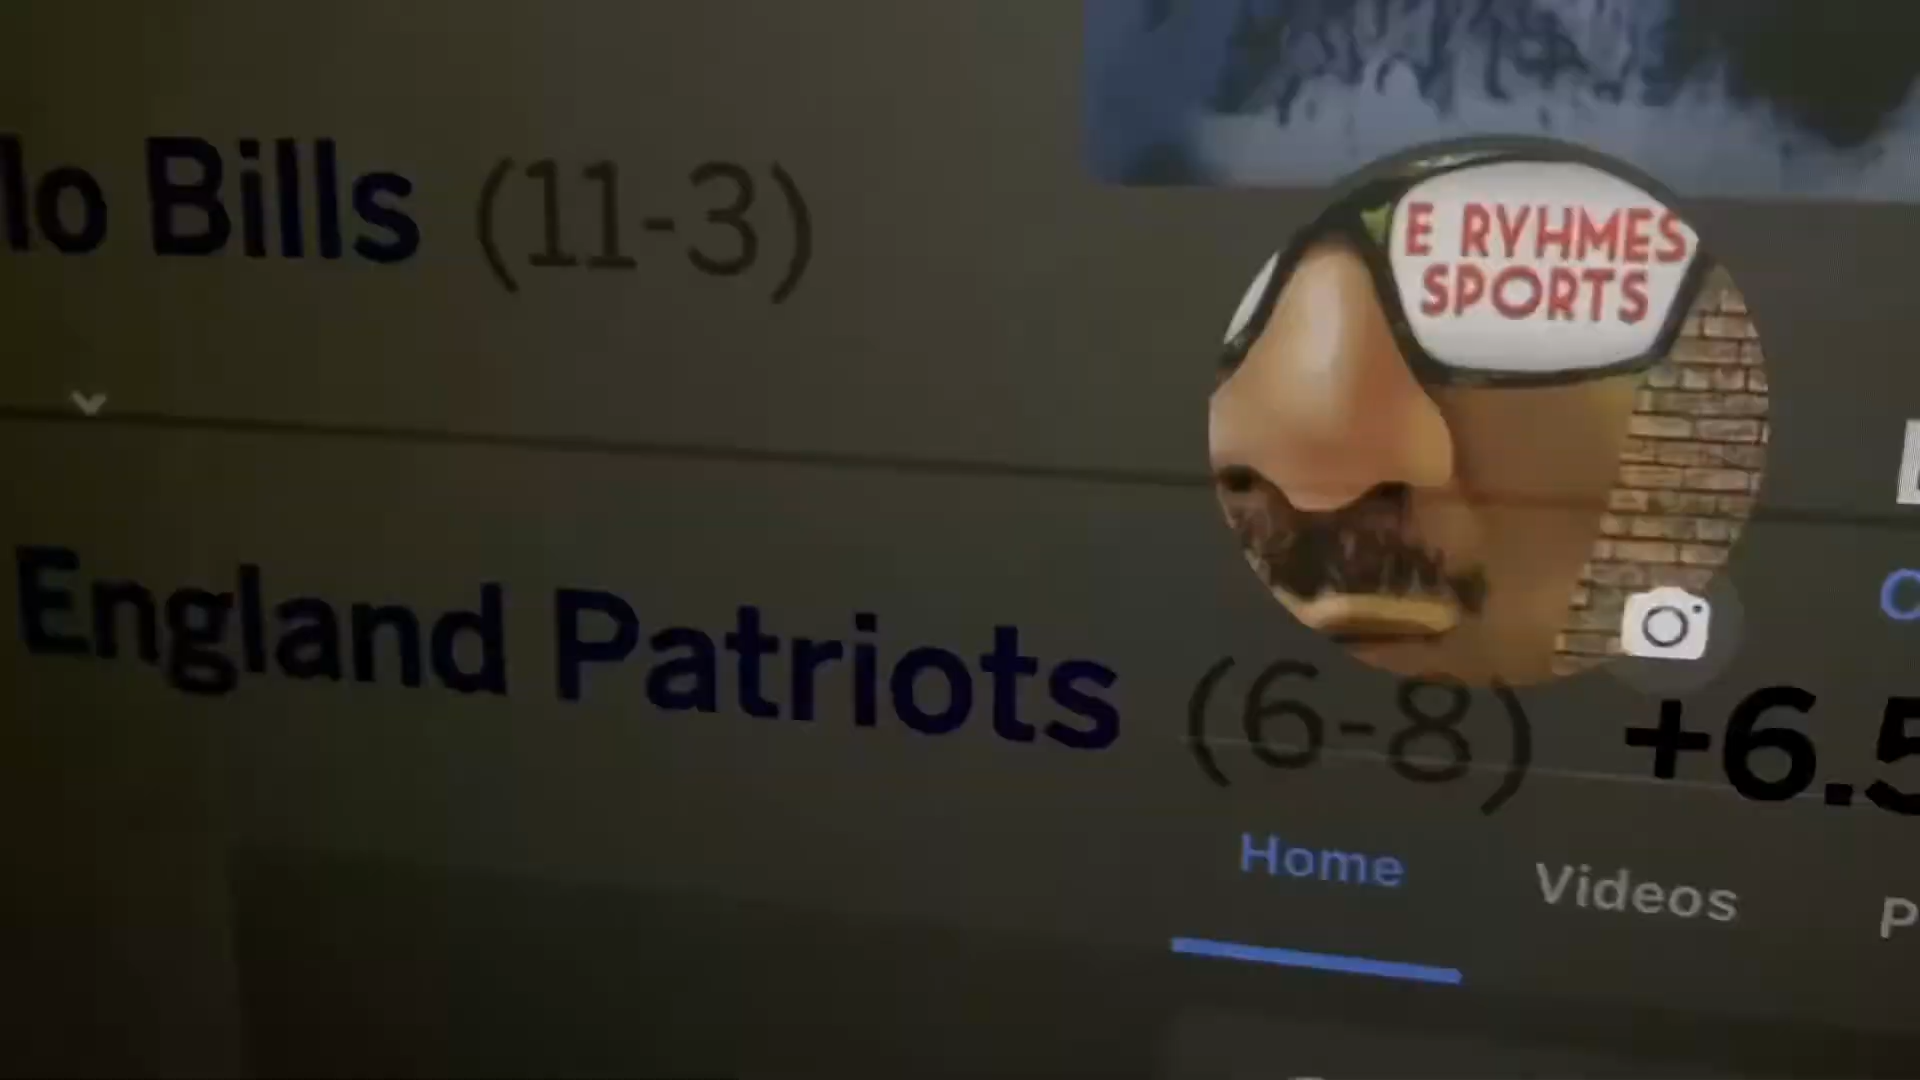 lo Bills (11-3)
E RYHMES
SPORTS
England Patriots (6-8) +6.5
Home Videos P